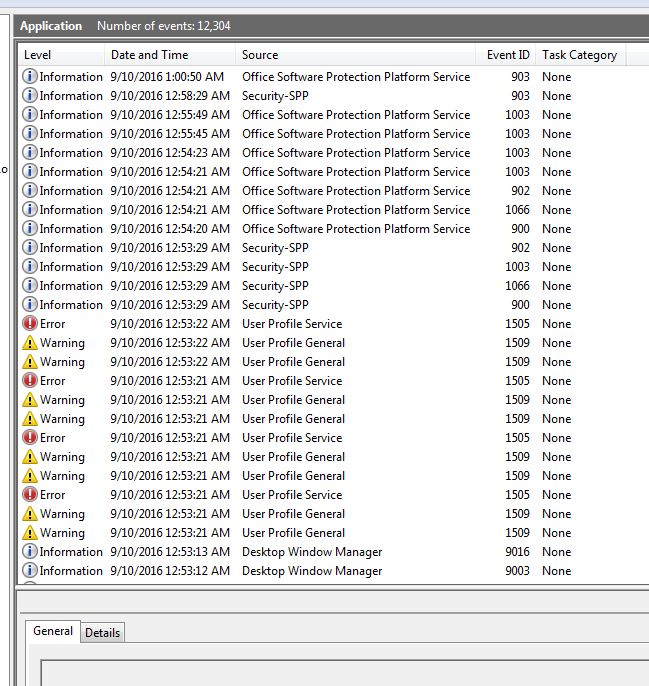 Application Number of events: 12,304
Level Date and Time Source Event ID Task Category
Information 9/10/2016 1:00:50 AM Office Software Protection Platform Service 903 None
Information 9/10/2016 12:58:29 AM Security-SPP 903 None
Information 9/10/2016 12:55:49 AM Office Software Protection Platform Service 1003 None
Information 9/10/2016 12:55:45 AM Office Software Protection Platform Service 1003 None
Information 9/10/2016 12:54:23 AM Office Software Protection Platform Service 1003 None
Information 9/10/2016 12:54:21 AM Office Software Protection Platform Service 1003 None
Information 9/10/2016 12:54:21 AM Office Software Protection Platform Service 902 None
Information 9/10/2016 12:54:21 AM Office Software Protection Platform Service 1066 None
Information 9/10/2016 12:54:20 AM Office Software Protection Platform Service 900 None
Information 9/10/2016 12:53:29 AM Security-SPP 902 None
Information 9/10/2016 12:53:29 AM Security-SPP 1003 None
Information 9/10/2016 12:53:29 AM Security-SPP 1066 None
Information 9/10/2016 12:53:29 AM Security-SPP 900 None
Error 9/10/2016 12:53:22 AM User Profile Service 1505 None
Warning 9/10/2016 12:53:22 AM User Profile General 1509 None
Warning 9/10/2016 12:53:22 AM User Profile General 1509 None
Error 9/10/2016 12:53:21 AM User Profile Service 1505 None
Warning 9/10/2016 12:53:21 AM User Profile General 1509 None
Warning 9/10/2016 12:53:21 AM User Profile General 1509 None
Error 9/10/2016 12:53:21 AM User Profile Service 1505 None
Warning 9/10/2016 12:53:21 AM User Profile General 1509 None
Warning 9/10/2016 12:53:21 AM User Profile General 1509 None
Error 9/10/2016 12:53:21 AM User Profile Service 1505 None
Warning 9/10/2016 12:53:21 AM User Profile General 1509 None
Warning 9/10/2016 12:53:21 AM User Profile General 1509 None
Information 9/10/2016 12:53:13 AM Desktop Window Manager 9016 None
Information 9/10/2016 12:53:12 AM Desktop Window Manager 9003 None
General Details